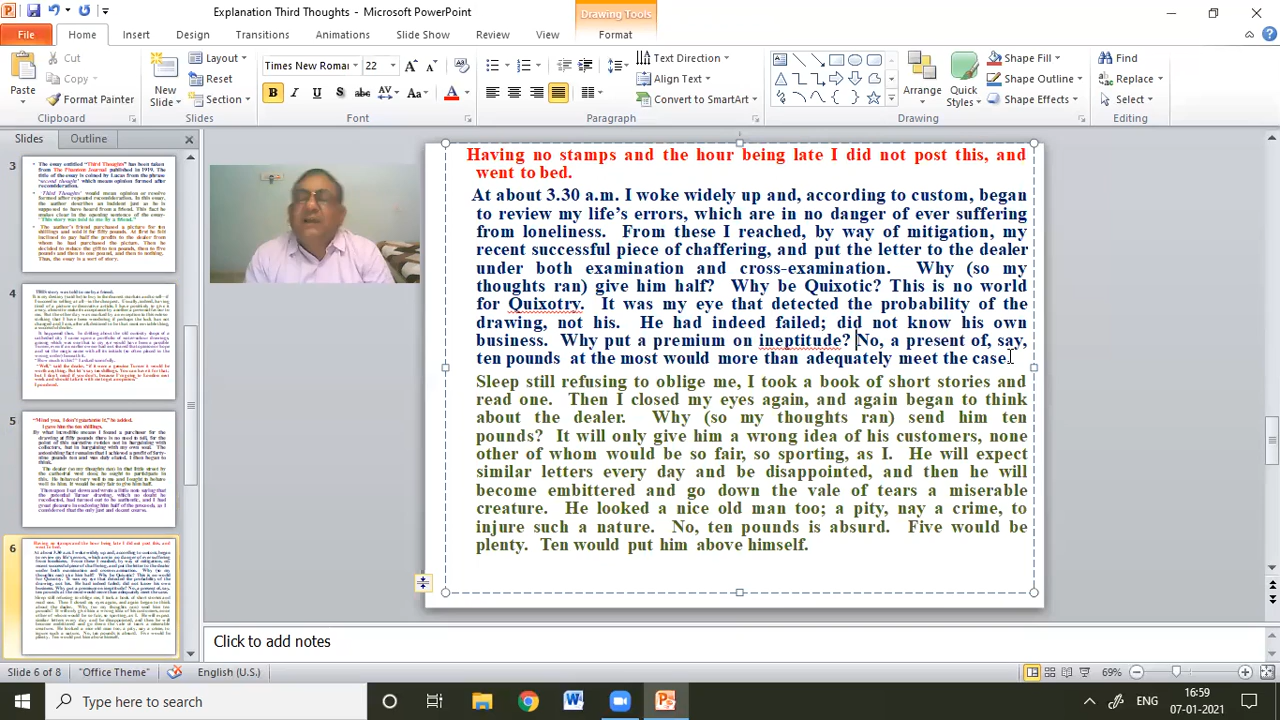 Explanation Third Thoughts - Microsoft PowerPoint
Drawing Tools
File Home Insert Design Transitions Animations Slide Show Review View Format
Paste
Cut
Copy
Format Painter
Clipboard
New Slide
Layout
Reset
Section
Slides
Times New Roman 22
Font
Text Direction
Align Text
Convert to SmartArt
Paragraph
Arrange
Quick Styles
Shape Fill
Shape Outline
Shape Effects
Drawing
Find
Replace
Select
Editing
Slides Outline
3
4
5
6
Having no stamps and the hour being late I did not post this, and
went to bed.
At about 3.30 a.m. I woke widely up and, according to custom, began
to review my life's errors, which are in no danger of ever suffering
from loneliness. From these I reached, by way of mitigation, my
recent successful piece of chaffering, and put the letter to the dealer
under both examination and cross-examination. Why (so my
thoughts ran) give him half? Why be Quixotic? This is no world
for Quixotry. It was my eye that detected the probability of the
drawing, not his. He had indeed failed; did not know his own
business. Why put a premium on
No, a present of, say,
ten pounds at the most would more than adequately meet the case.
Sleep still refusing to oblige me, I took a book of short stories and
read one. Then I closed my eyes again, and again began to think
about the dealer. Why (so my thoughts ran) send him ten
pounds? It will only give him a wrong idea of his customers, none
other of whom would be so fair, so sporting, as I. He will expect
similar letters every day and be disappointed, and then he will
become embittered and go down the vale of tears a miserable
creature. He looked a nice old man too; a pity, nay a crime, to
injure such a nature. No, ten pounds is absurd. Five would be
plenty. Ten would put him above himself.
Click to add notes
Slide 6 of 8 "Office Theme" English (U.S.) 69%
Type here to search
ENG
16:59
07-01-2021